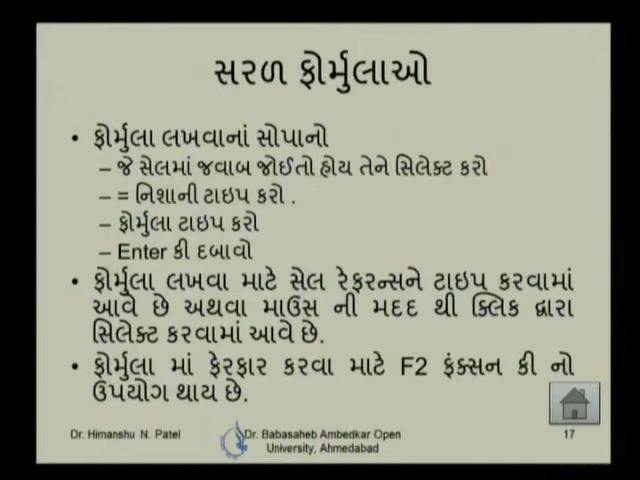 સરળ ફોર્મુલાઓ
• ફોર્મુલા લખવાનાં સોપાનો
– જે સેલમાં જવાબ જોઈતો હોય તેને સિલેક્ટ કરો
– = નિશાની ટાઇપ કરો .
– ફોર્મુલા ટાઇપ કરો
– Enter કી દબાવો
• ફોર્મુલા લખવા માટે સેલ રેફરન્સને ટાઇપ કરવામાં
આવે છે અથવા માઉસ ની મદદ થી ક્લિક દ્વારા
સિલેક્ટ કરવામાં આવે છે.
• ફોર્મુલા માં ફેરફાર કરવા માટે F2 ફંક્સન કી નો
ઉપયોગ થાય છે.
Dr. Himanshu N. Patel
Dr. Babasaheb Ambedkar Open
University, Ahmedabad
17